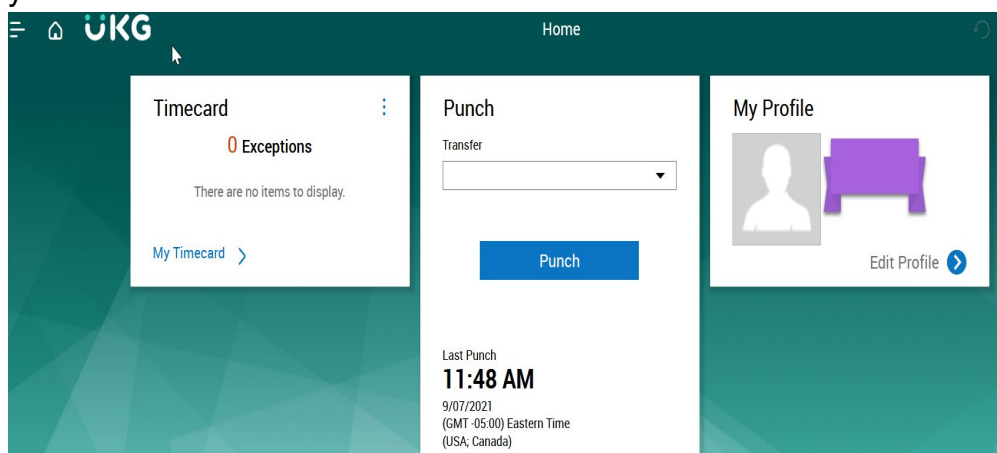 UKG
Home
Timecard
0 Exceptions
There are no items to display.
My Timecard
Punch
Transfer
Punch
Last Punch
11:48 AM
9/07/2021
(GMT -05:00) Eastern Time
(USA; Canada)
My Profile
Edit Profile